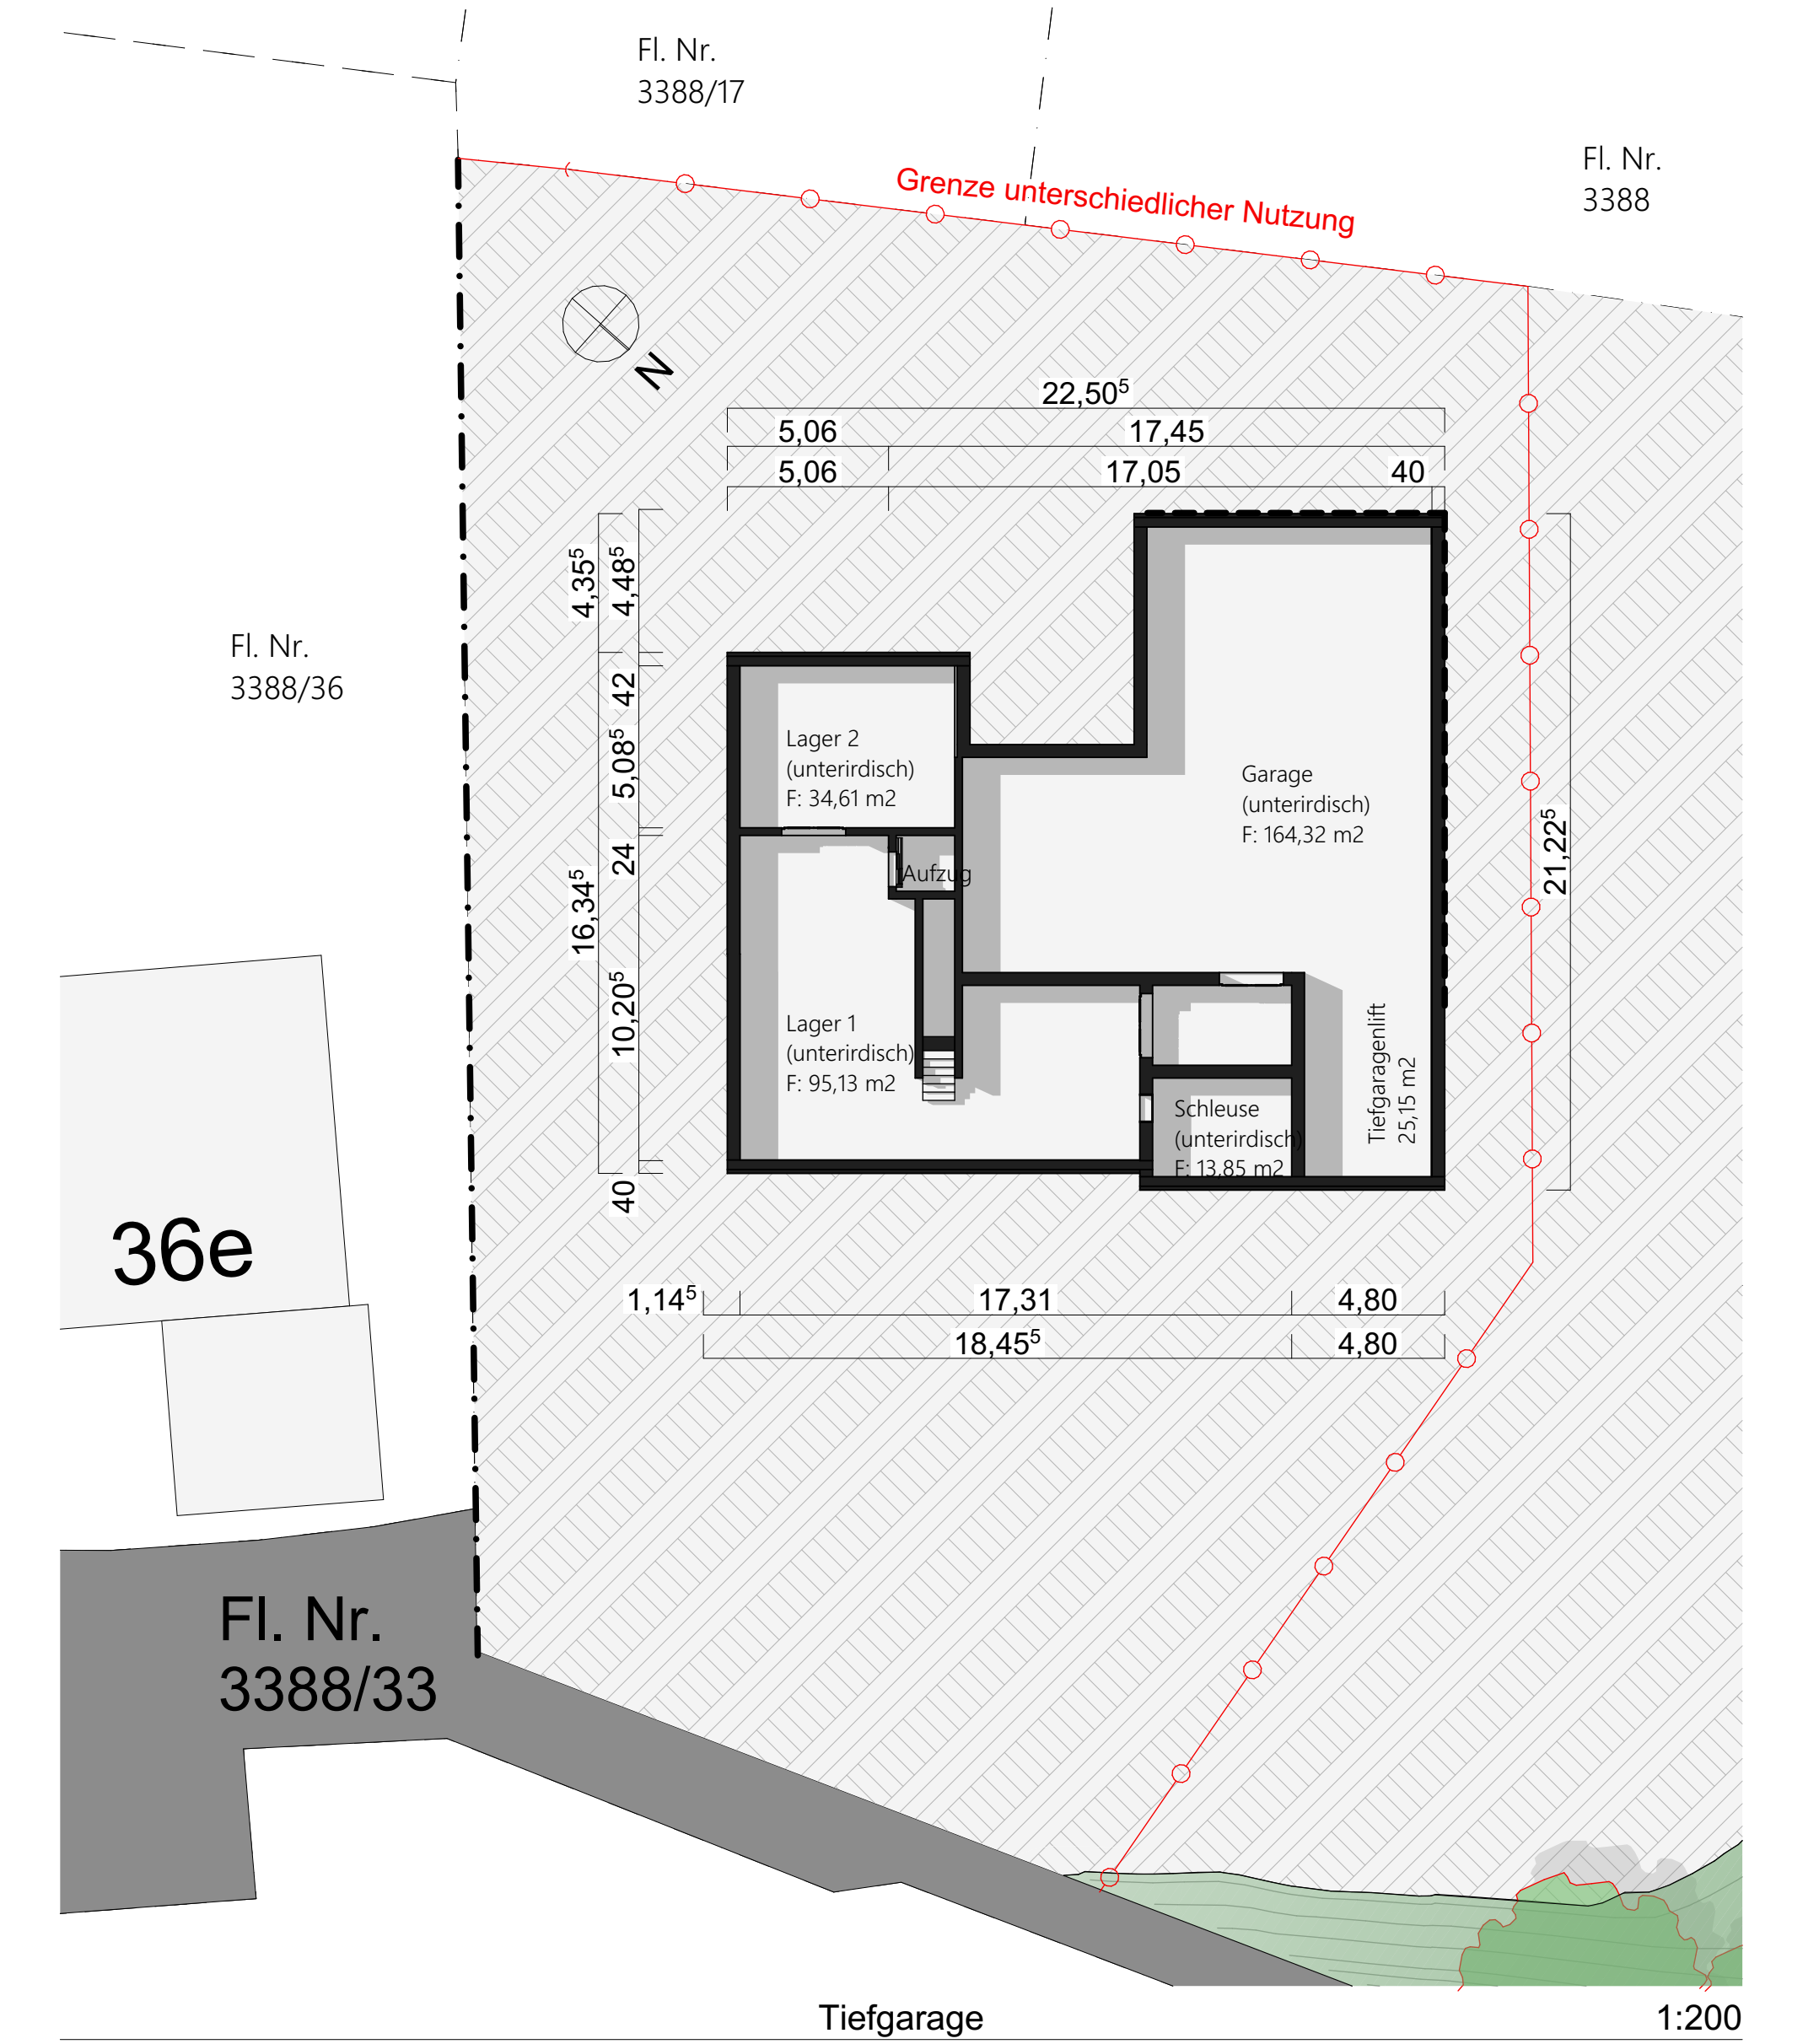 Fl. Nr.
3388/17
Fl. Nr.
3388
Grenze unterschiedlicher Nutzung
N
22,50⁵
5,06
17,45
5,06
17,05
40
4,35⁵
4,48⁵
Fl. Nr.
3388/36
42
5,08⁵
24
16,34⁵
10,20⁵
40
21,22⁵
Lager 2
(unterirdisch)
F: 34,61 m2
Garage
(unterirdisch)
F: 164,32 m2
Aufzug
Lager 1
(unterirdisch)
F: 95,13 m2
Tiefgaragenlift
25,15 m2
Schleuse
(unterirdisch)
F: 13,85 m2
36e
1,14⁵
17,31
4,80
18,45⁵
4,80
Fl. Nr.
3388/33
Tiefgarage
1:200